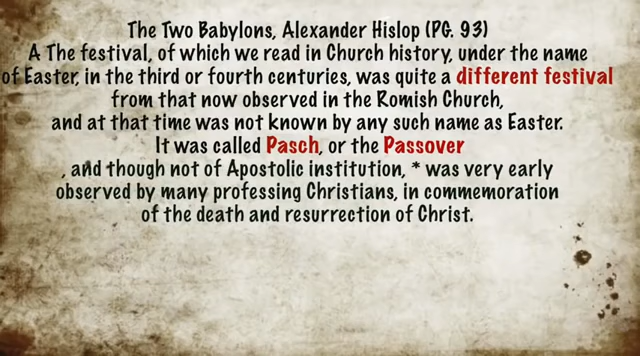 The Two Babylons, Alexander Hislop (PG. 93)
A The festival, of which we read in Church history, under the name
of Easter, in the third or fourth centuries, was quite a different festival
from that now observed in the Romish Church,
and at that time was not known by any such name as Easter.
It was called Pasch, or the Passover
, and though not of Apostolic institution, * was very early
observed by many professing Christians, in commemoration
of the death and resurrection of Christ.